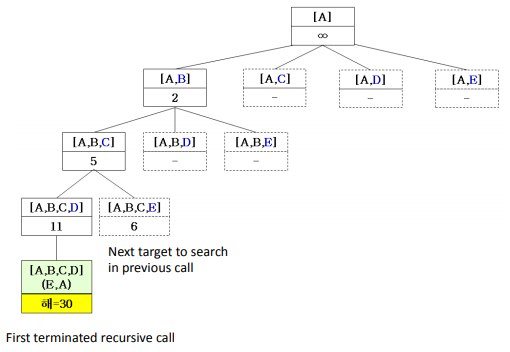 [A]
∞
[A,B]
2
[A,C]
–
[A,D]
–
[A,E]
–
[A,B,C]
5
[A,B,D]
–
[A,B,E]
–
[A,B,C,D]
11
[A,B,C,E]
6
Next target to search
in previous call
[A,B,C,D]
(E,A)
해=30
First terminated recursive call